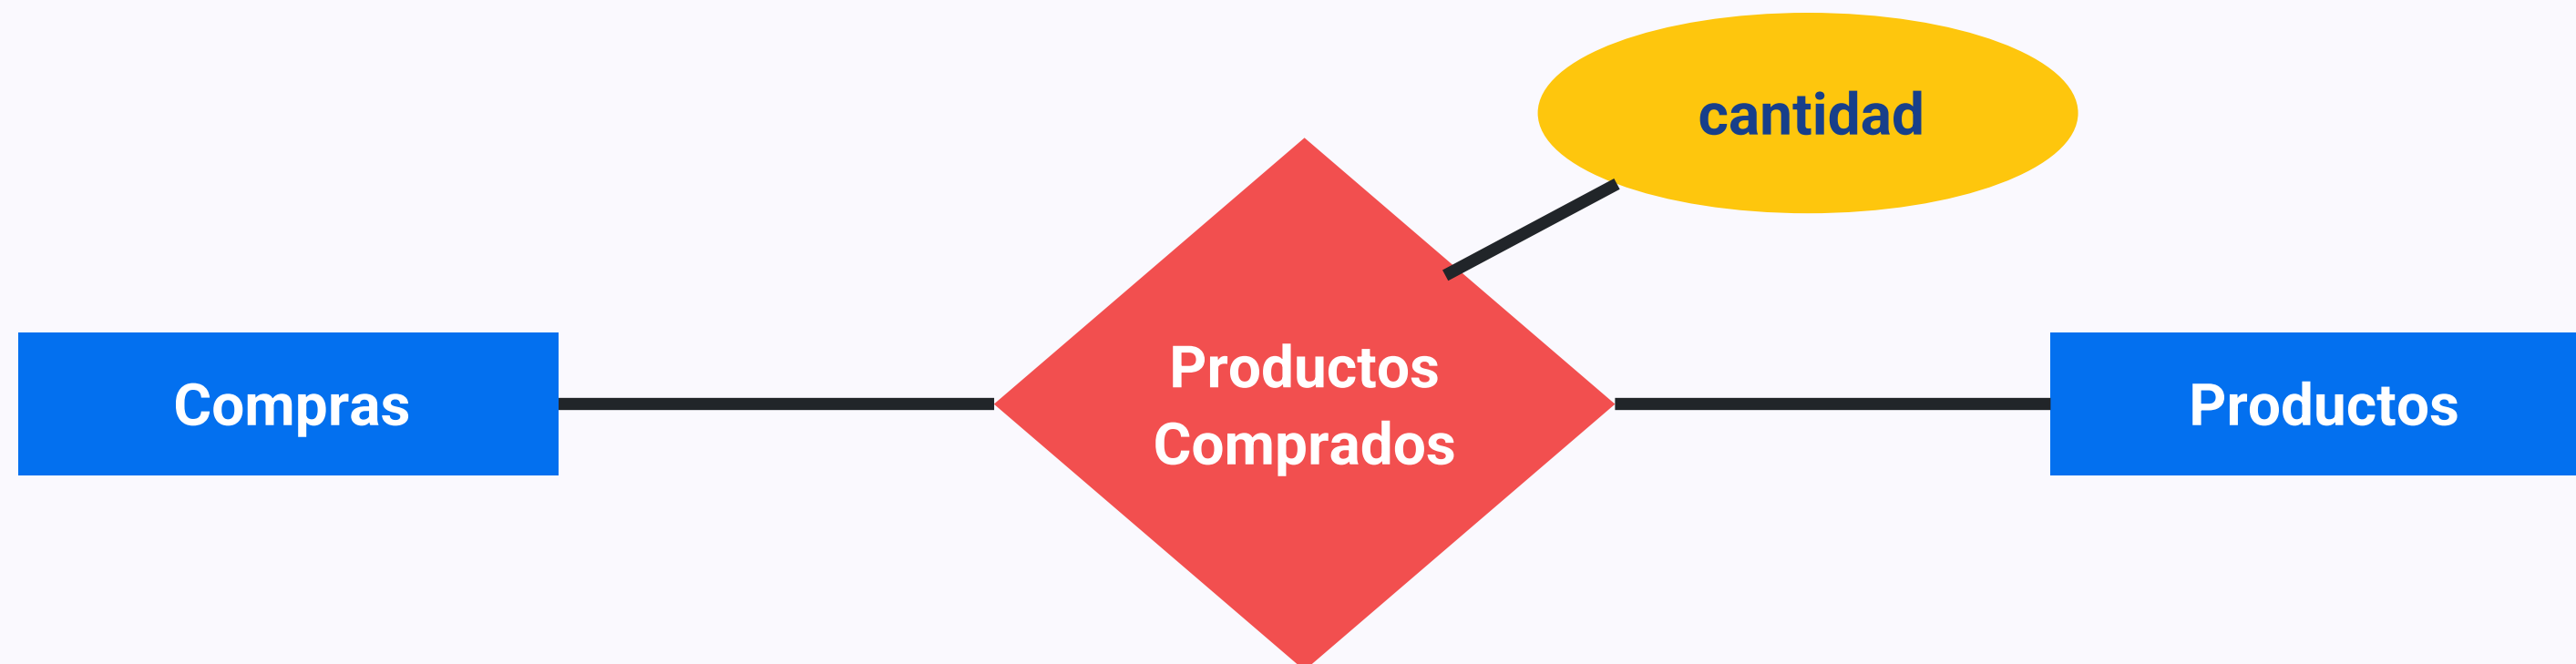 cantidad
Productos
Comprados
Compras
Productos